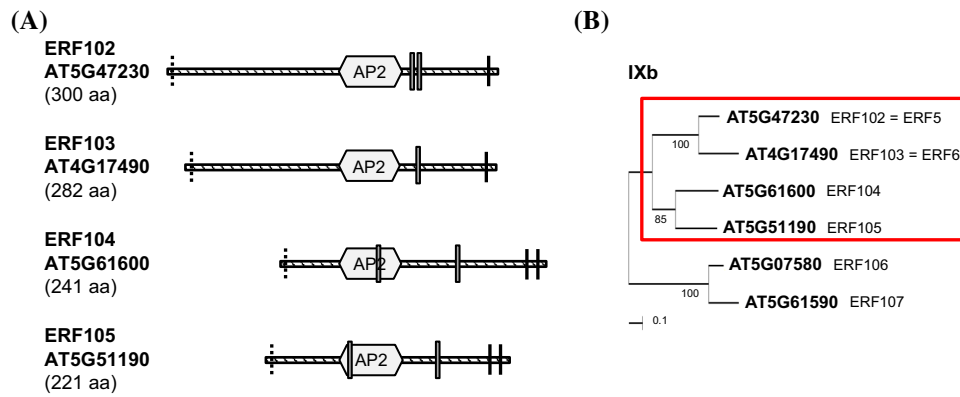 (A)
ERF102
AT5G47230
(300 aa)
AP2
ERF103
AT4G17490
(282 aa)
AP2
ERF104
AT5G61600
(241 aa)
AP2
ERF105
AT5G51190
(221 aa)
AP2
(B)
IXb
AT5G47230 ERF102 = ERF5
100
AT4G17490 ERF103 = ERF6
AT5G61600 ERF104
85
AT5G51190 ERF105
AT5G07580 ERF106
100
AT5G61590 ERF107
0.1